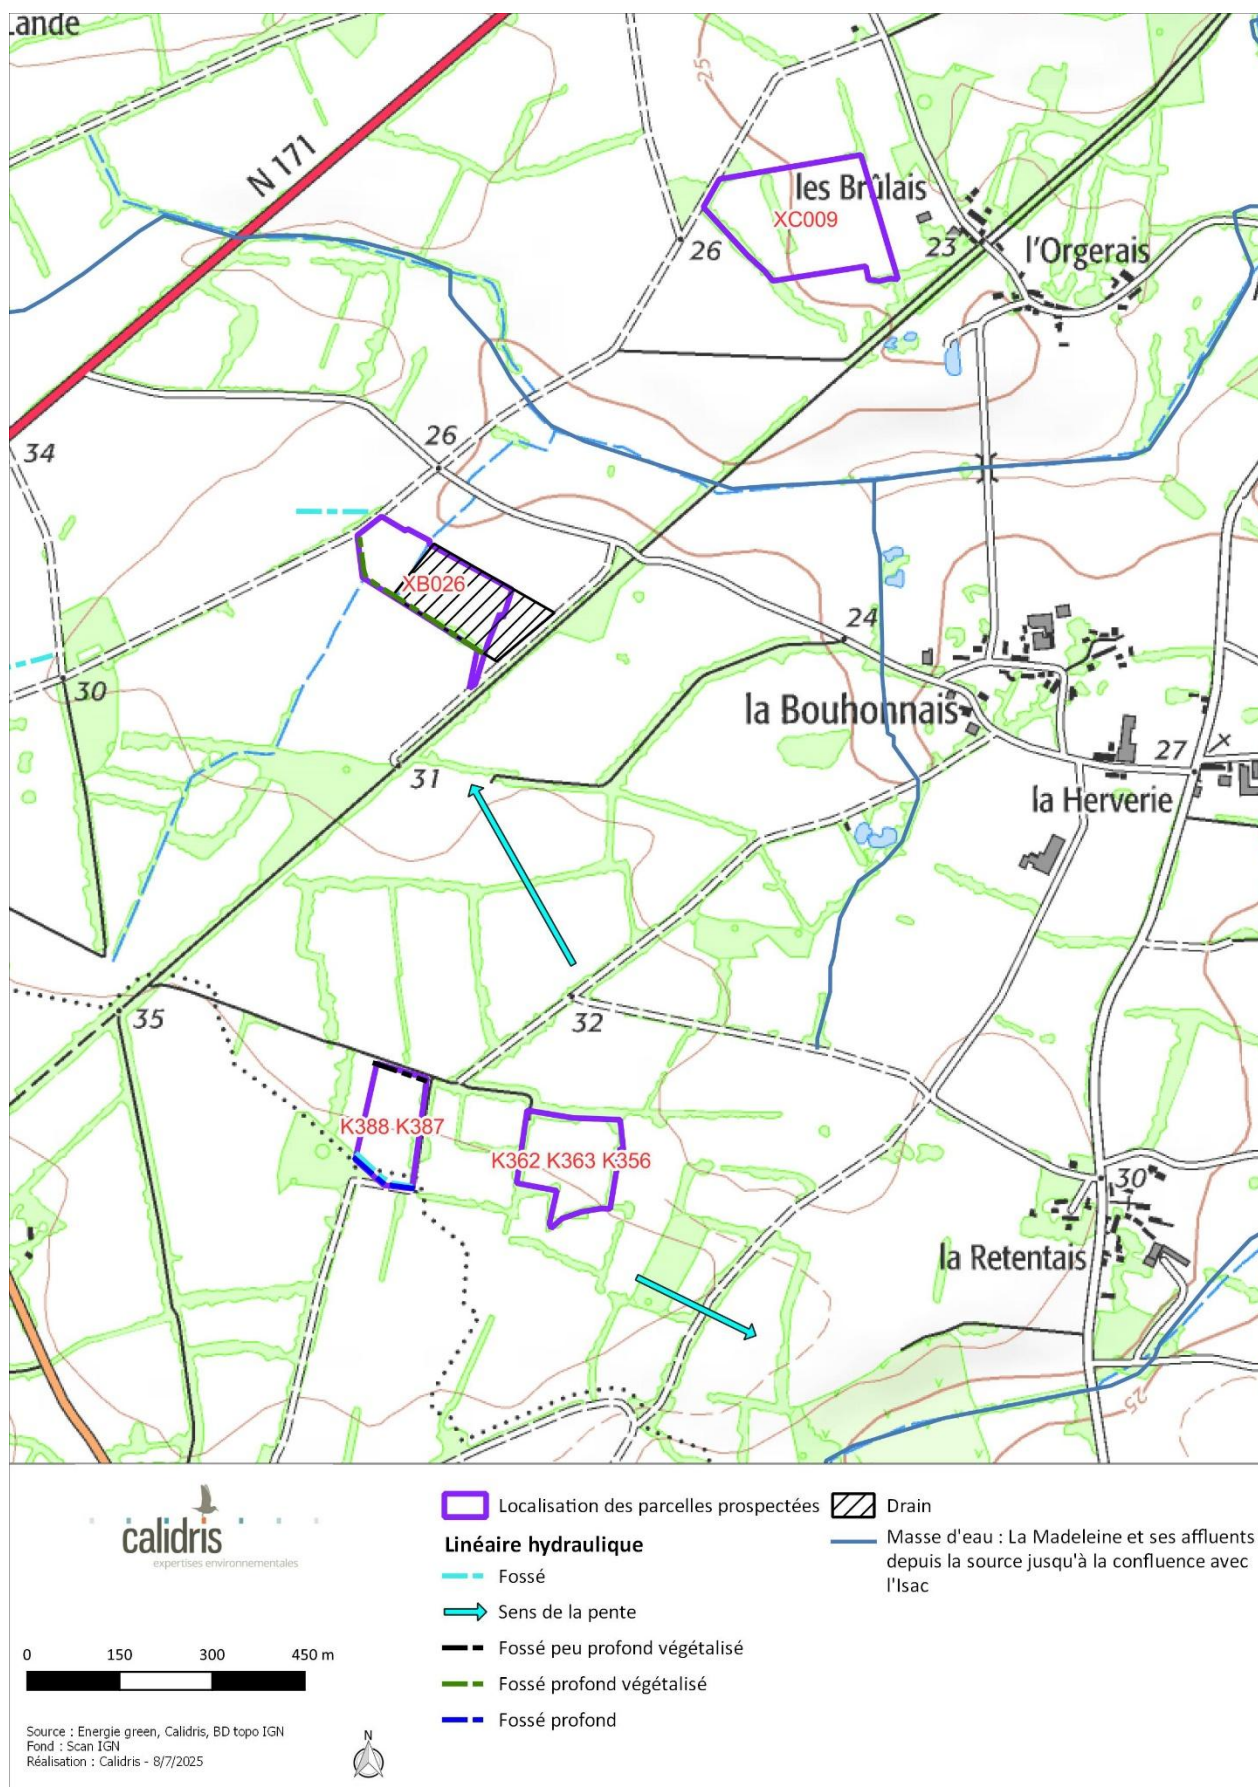 Lande
N 171
25
les Brûlais
XC009
26
23
l'Orgerais
34
26
XB026
24
30
la Bouhonnais
31
27
la Herverie
32
35
K388 K387
K362 K363 K356
30
la Retentais
25
calidris
expertises environnementales
0 150 300 450 m
Source : Energie green, Calidris, BD topo IGN
Fond : Scan IGN
Réalisation : Calidris - 8/7/2025
N
Localisation des parcelles prospectées
Linéaire hydraulique
Fossé
Sens de la pente
Fossé peu profond végétalisé
Fossé profond végétalisé
Fossé profond
Drain
Masse d'eau : La Madeleine et ses affluents
depuis la source jusqu'à la confluence avec
l'Isac